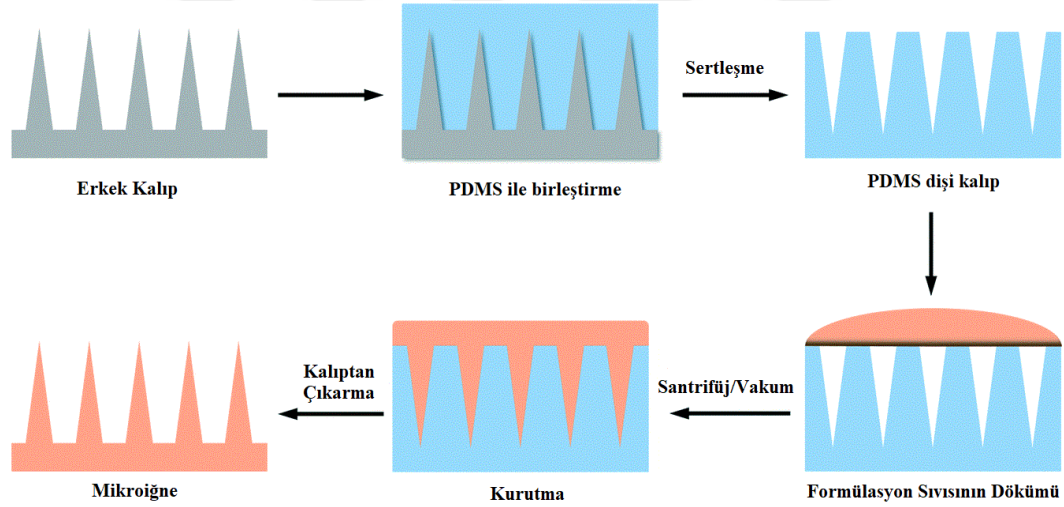 Erkek Kalıp
PDMS ile birleştirme
Sertleşme
PDMS dişi kalıp
Formülasyon Sıvısının Dökümü
Santrifüj/Vakum
Kurutma
Kalıptan
Çıkarma
Mikroiğne